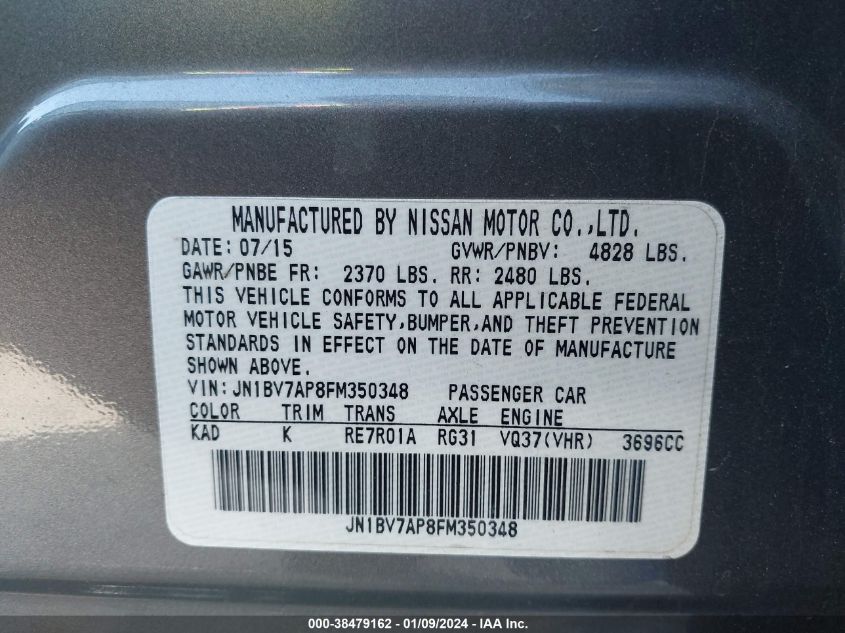 MANUFACTURED BY NISSAN MOTOR CO.,LTD.
DATE: 07/15 GVWR/PNBV: 4828 LBS.
GAWR/PNBE FR: 2370 LBS. RR: 2480 LBS.
THIS VEHICLE CONFORMS TO ALL APPLICABLE FEDERAL
MOTOR VEHICLE SAFETY,BUMPER,AND THEFT PREVENTION
STANDARDS IN EFFECT ON THE DATE OF MANUFACTURE
SHOWN ABOVE.
VIN: JN1BV7AP8FM350348 PASSENGER CAR
COLOR TRIM TRANS AXLE ENGINE
KAD K RE7R01A RG31 VQ37(VHR) 3696CC
JN1BV7AP8FM350348
000-38479162 - 01/09/2024 - IAA Inc.